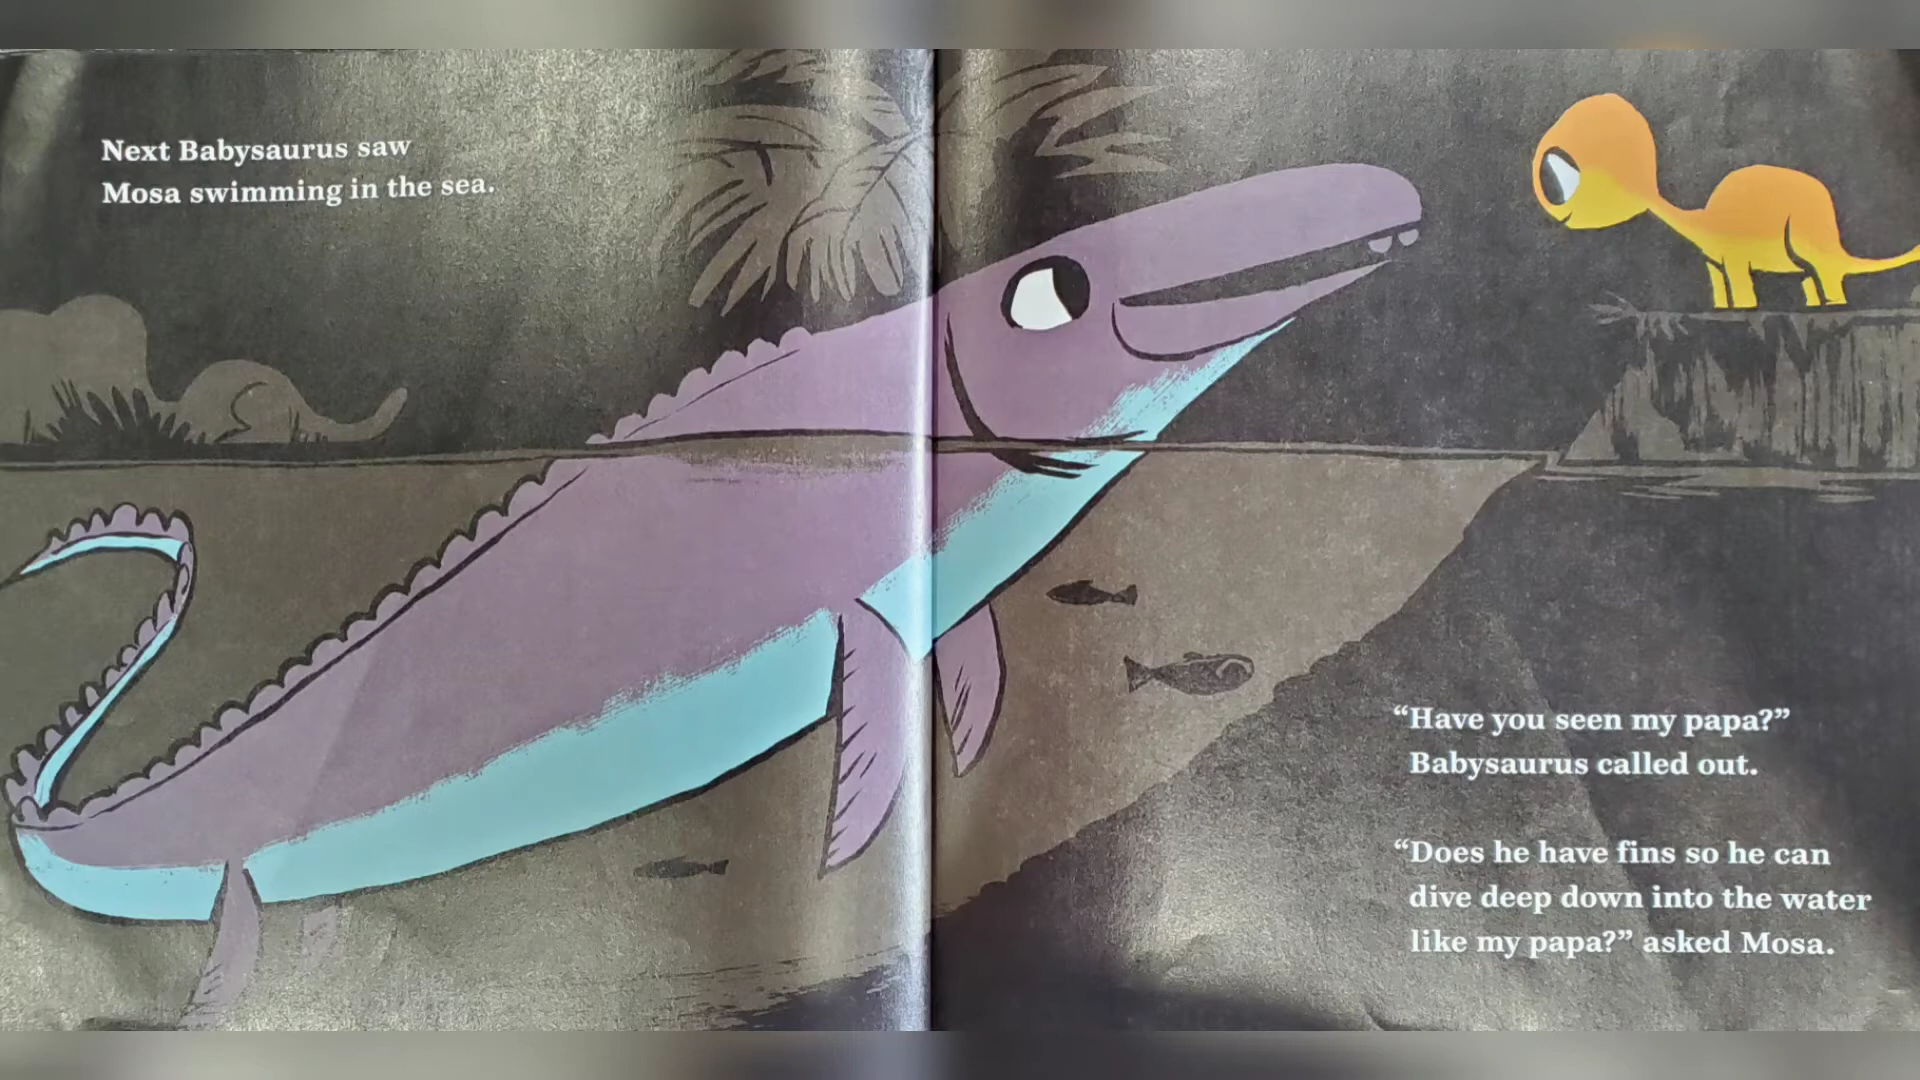 Next Babysaurus saw
Mosa swimming in the sea.
“Have you seen my papa?”
Babysaurus called out.
“Does he have fins so he can
dive deep down into the water
like my papa?” asked Mosa.